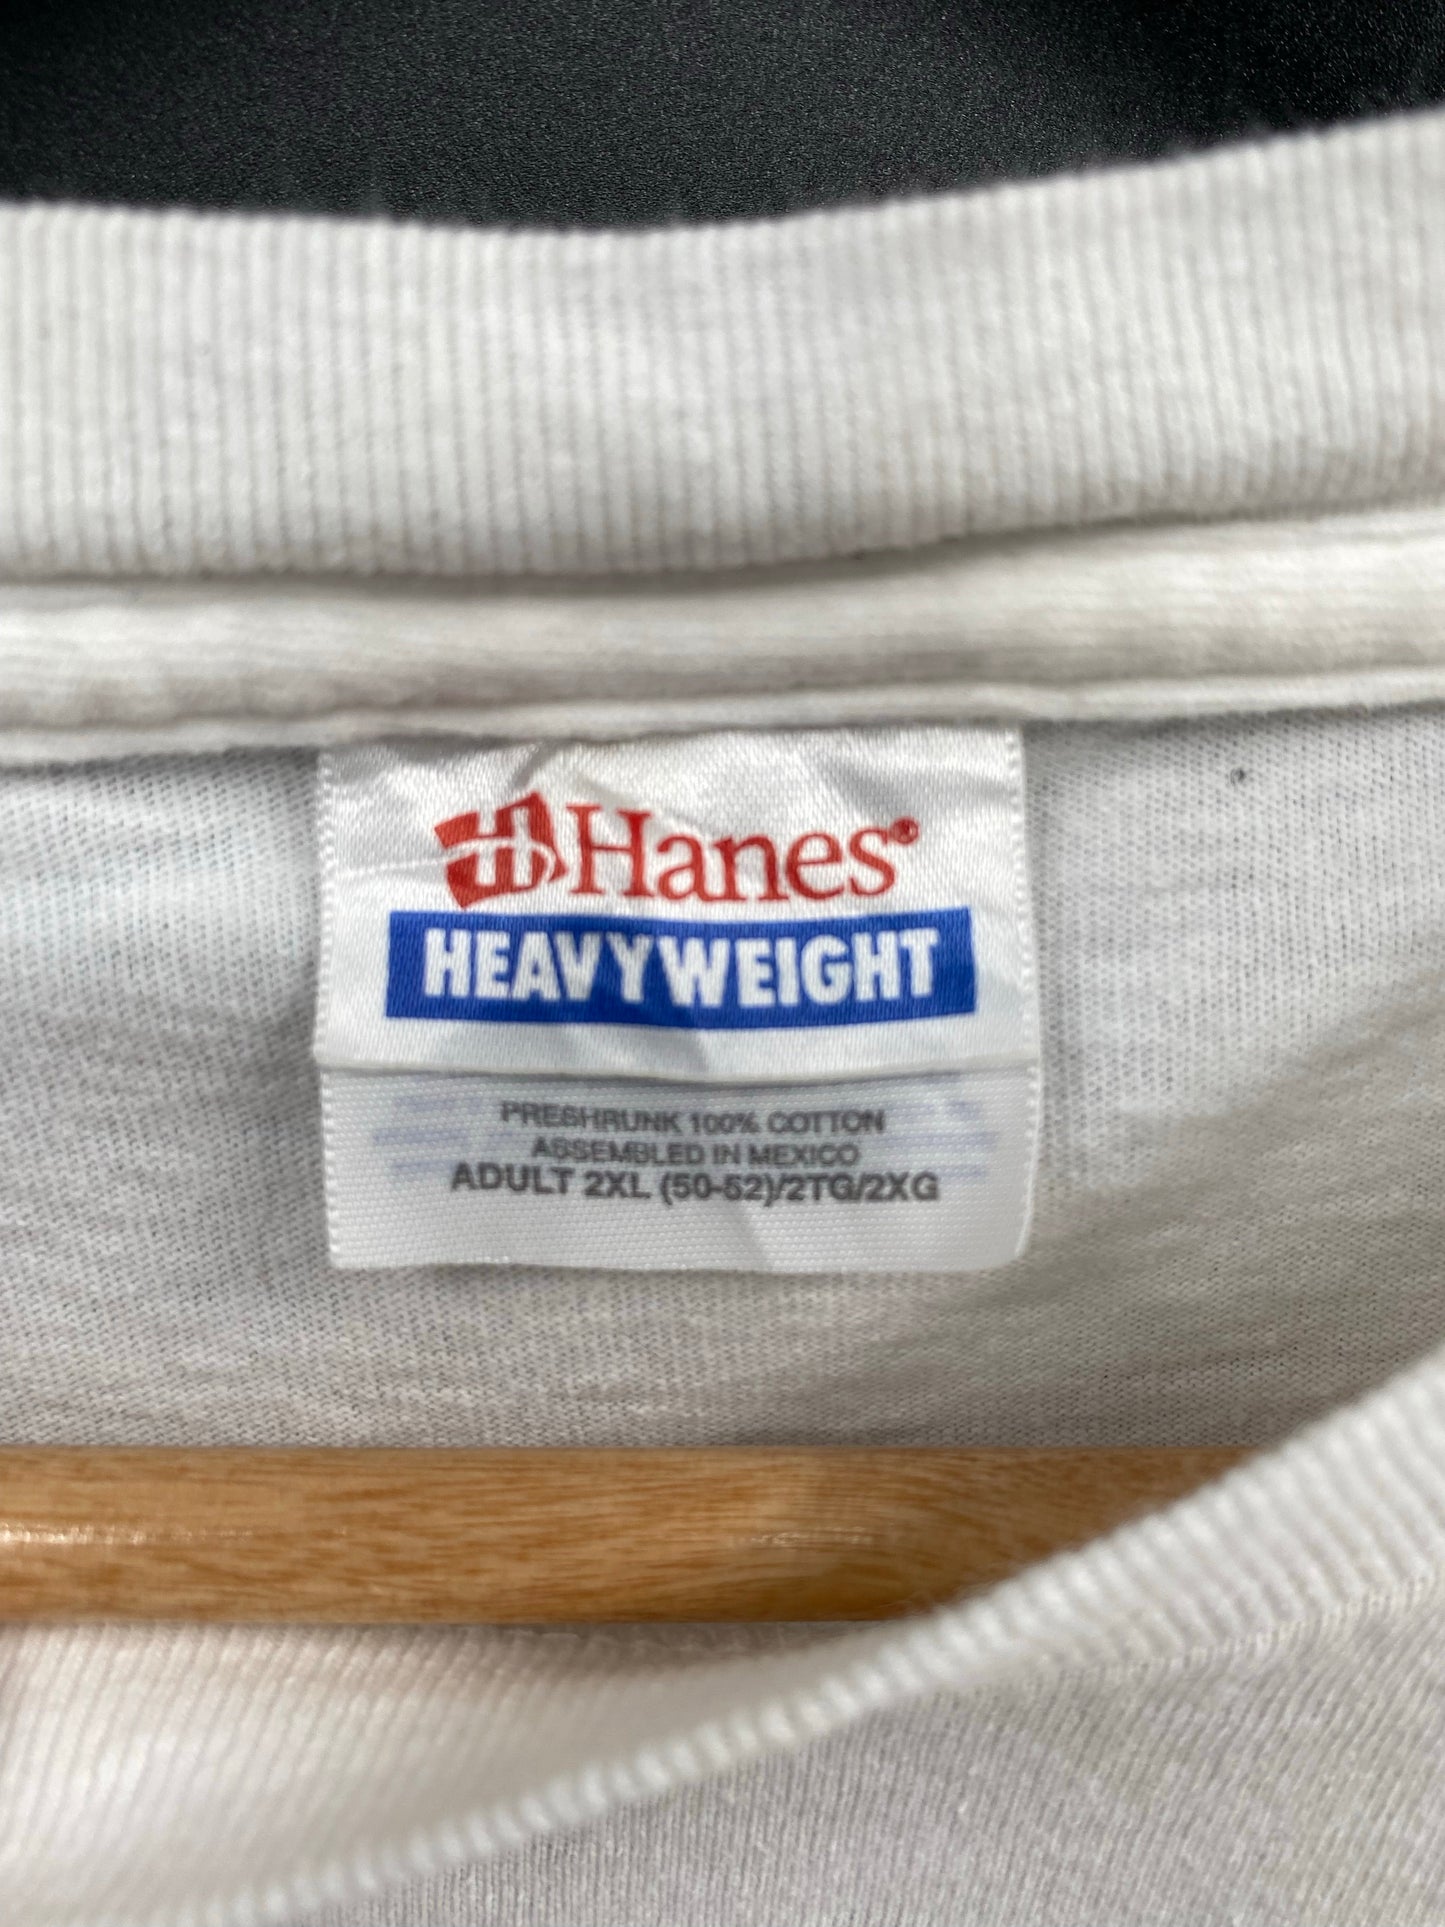 Hanes®
HEAVYWEIGHT
PRESHRUNK 100% COTTON
ASSEMBLED IN MEXICO
ADULT 2XL (50-52)/2TG/2XG